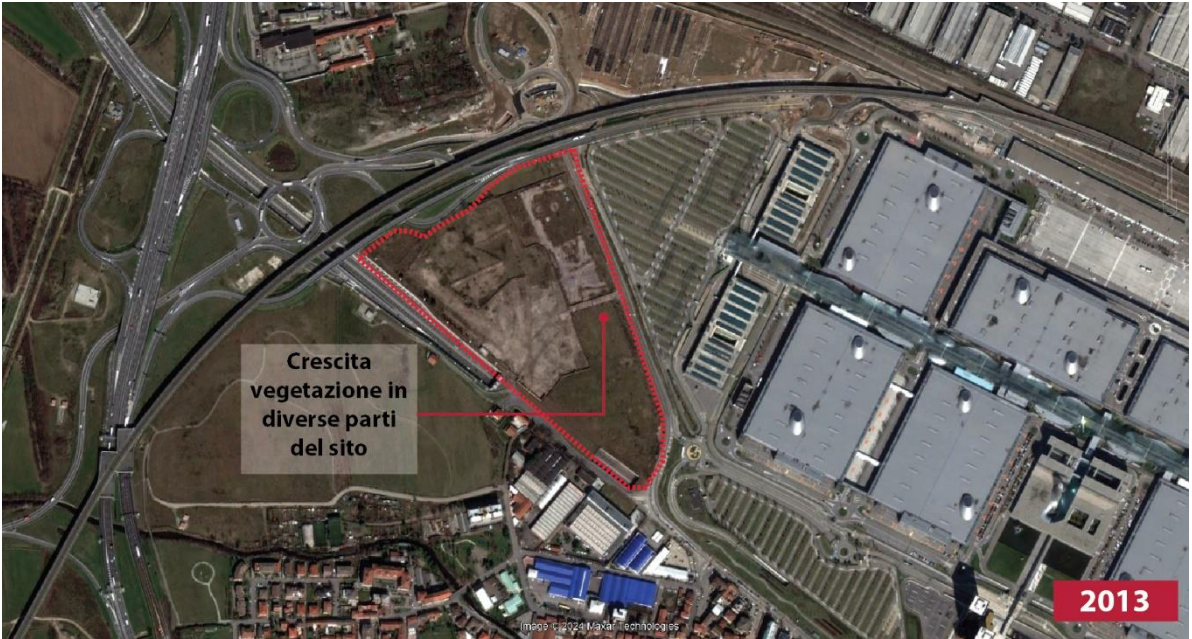 Crescita
vegetazione in
diverse parti
del sito
2013
Image © 2024 Maxar Technologies